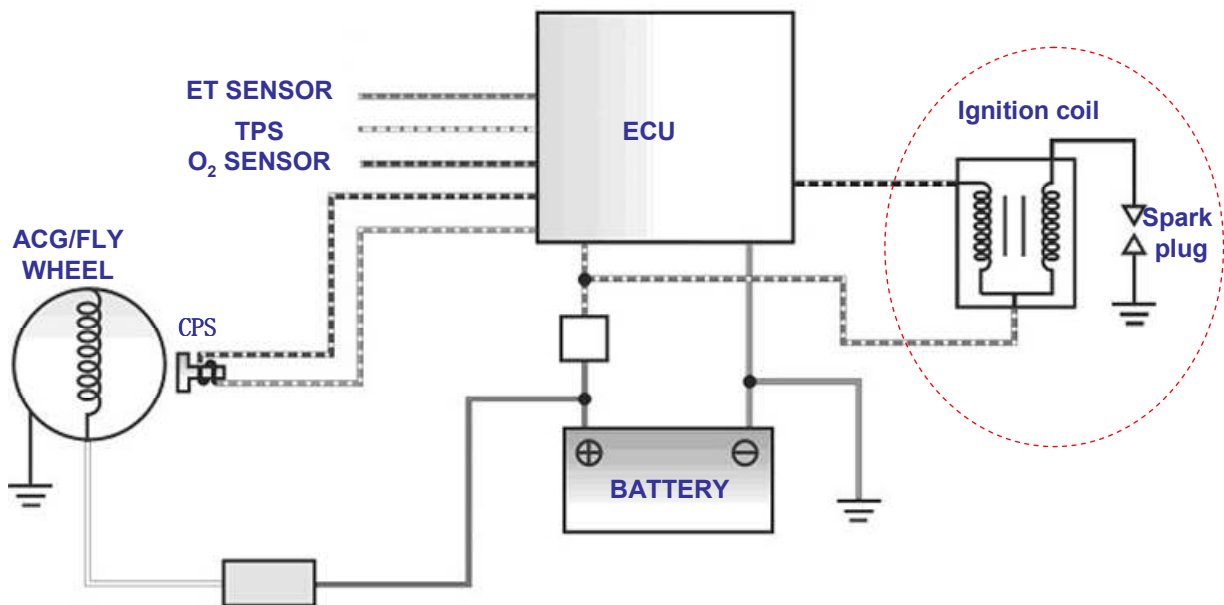 ET SENSOR
TPS
O₂ SENSOR
ECU
Ignition coil
Spark
plug
ACG/FLY
WHEEL
CPS
BATTERY